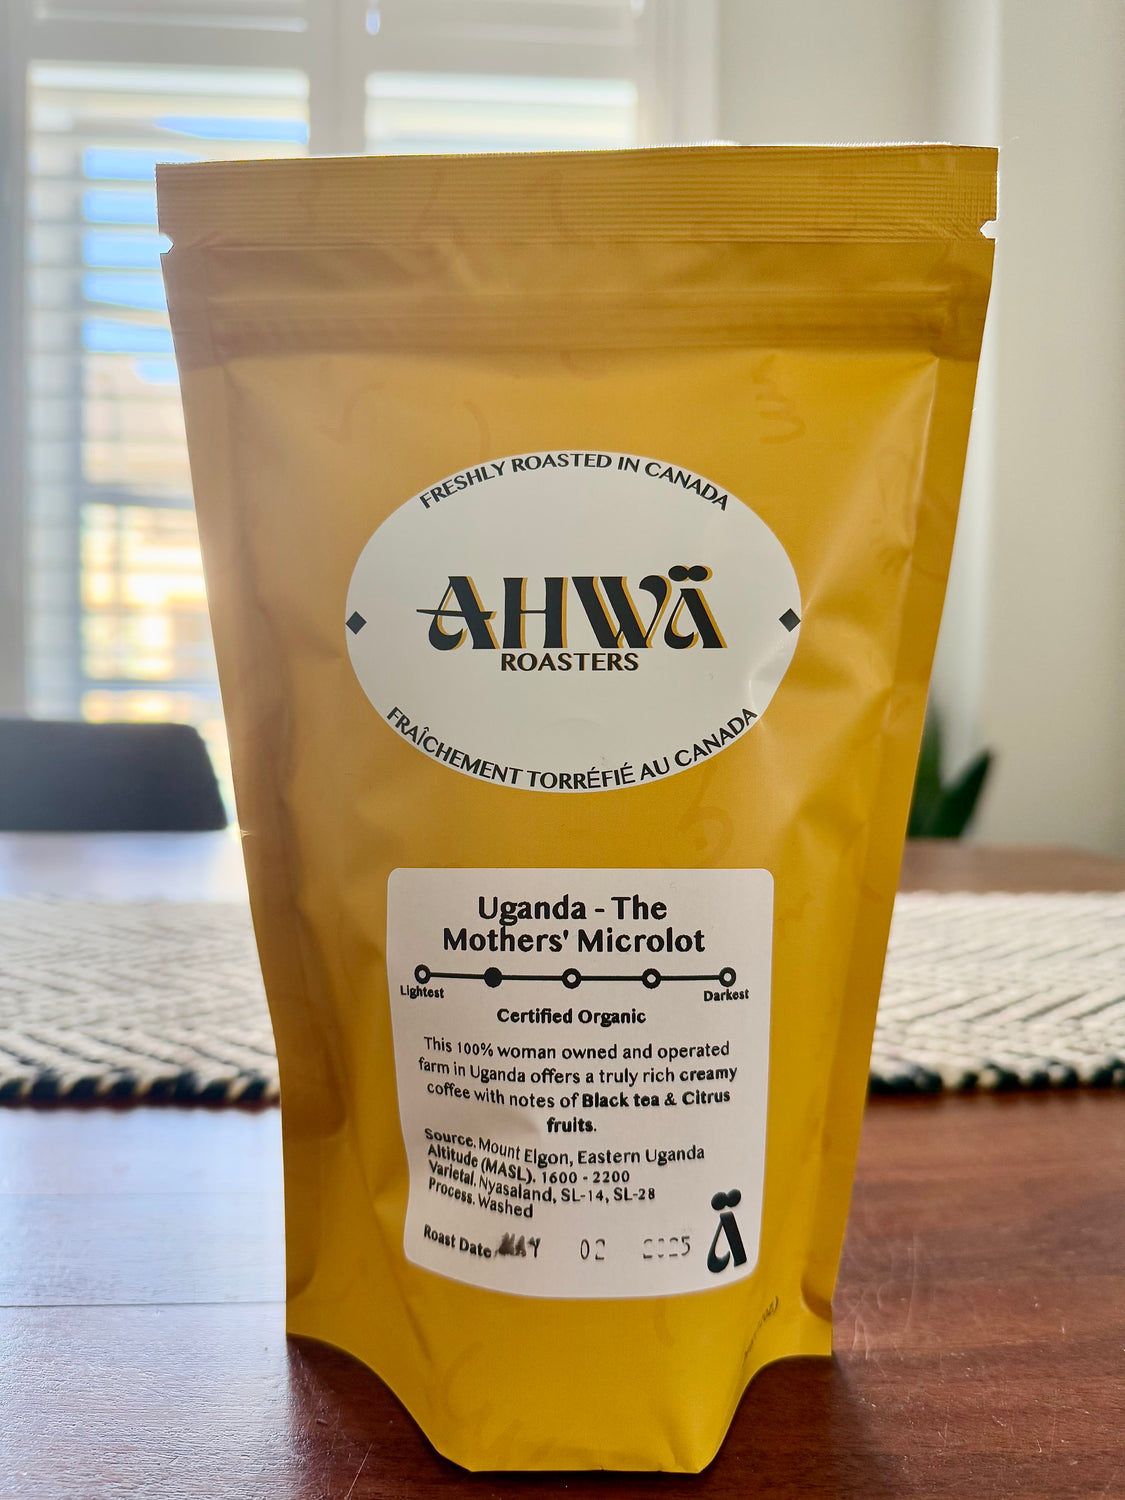 FRESHLY ROASTED IN CANADA
AHWÄ
ROASTERS
FRAÎCHEMENT TORRÉFIÉ AU CANADA
Uganda - The
Mothers' Microlot
Lightest
Darkest
Certified Organic
This 100% woman owned and operated
farm in Uganda offers a truly rich creamy
coffee with notes of Black tea & Citrus
fruits.
Source. Mount Elgon, Eastern Uganda
Altitude (MASL). 1600 - 2200
Varietal. Nyasaland, SL-14, SL-28
Process. Washed
Roast Date. MAY 02 2025
Ä